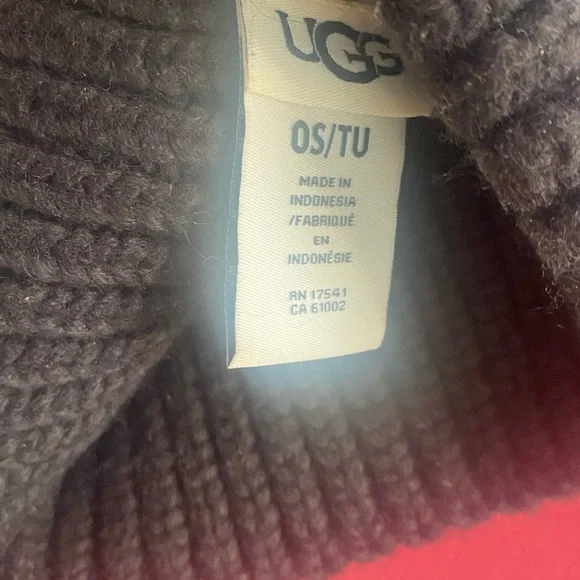 UGG
OS/TU
MADE IN
INDONESIA
/FABRIQUÉ
EN
INDONÉSIE
RN 17541
CA 61002